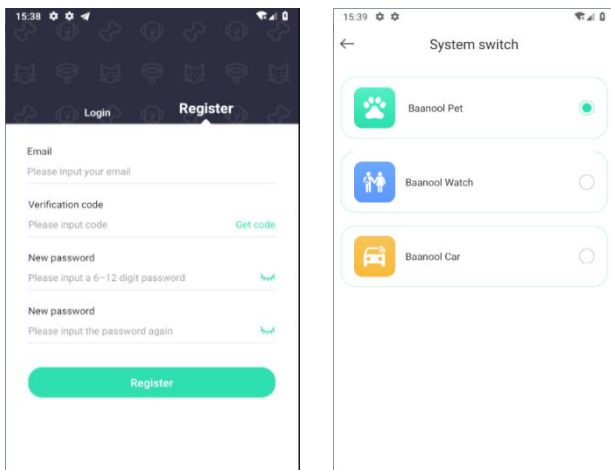 15:38
Login
Register
Email
Please input your email
Verification code
Please input code
Get code
New password
Please input a 6-12 digit password
New password
Please input the password again
Register
15:39
System switch
Baanool Pet
Baanool Watch
Baanool Car